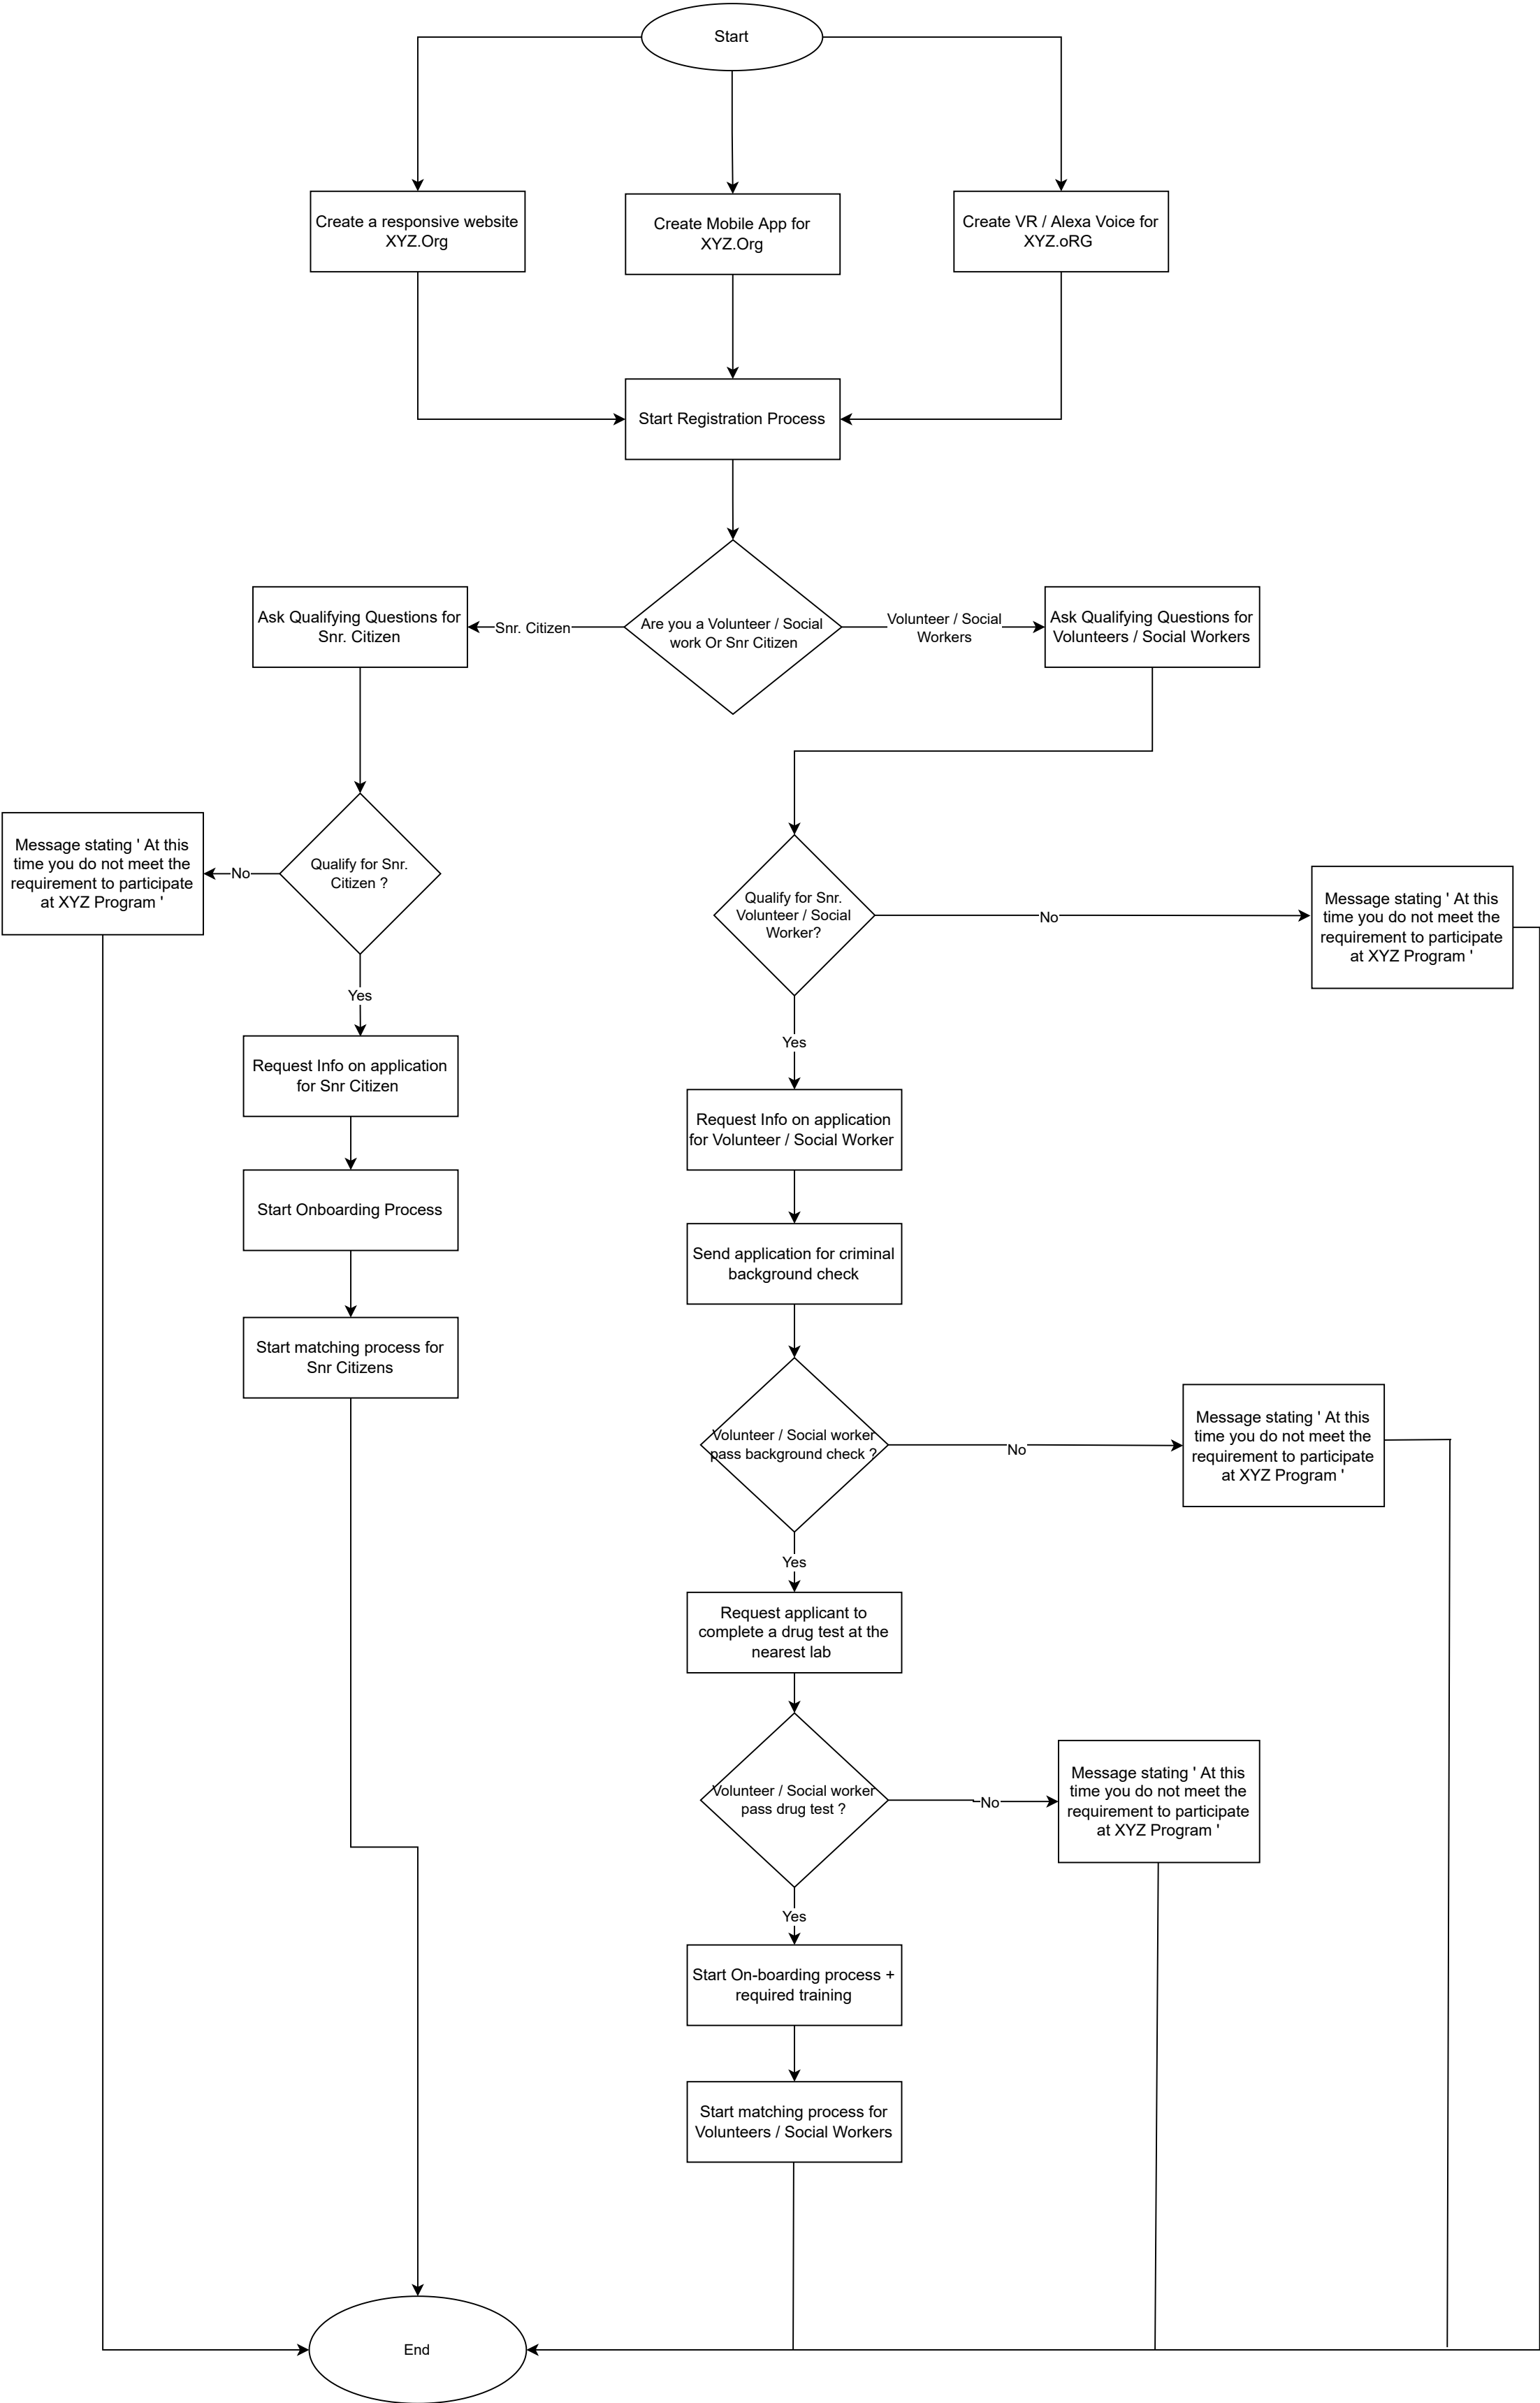 Start
Create a responsive website
XYZ.Org
Create Mobile App for
XYZ.Org
Create VR / Alexa Voice for
XYZ.oRG
Start Registration Process
Ask Qualifying Questions for
Snr. Citizen
Snr. Citizen
Are you a Volunteer / Social
work Or Snr Citizen
Volunteer / Social
Workers
Ask Qualifying Questions for
Volunteers / Social Workers
Message stating ' At this
time you do not meet the
requirement to participate
at XYZ Program '
No
Qualify for Snr.
Citizen ?
Qualify for Snr.
Volunteer / Social
Worker?
No
Message stating ' At this
time you do not meet the
requirement to participate
at XYZ Program '
Yes
Yes
Request Info on application
for Snr Citizen
Request Info on application
for Volunteer / Social Worker
Start Onboarding Process
Send application for criminal
background check
Start matching process for
Snr Citizens
Volunteer / Social worker
pass background check ?
No
Message stating ' At this
time you do not meet the
requirement to participate
at XYZ Program '
Yes
Request applicant to
complete a drug test at the
nearest lab
Volunteer / Social worker
pass drug test ?
No
Message stating ' At this
time you do not meet the
requirement to participate
at XYZ Program '
Yes
Start On-boarding process +
required training
Start matching process for
Volunteers / Social Workers
End